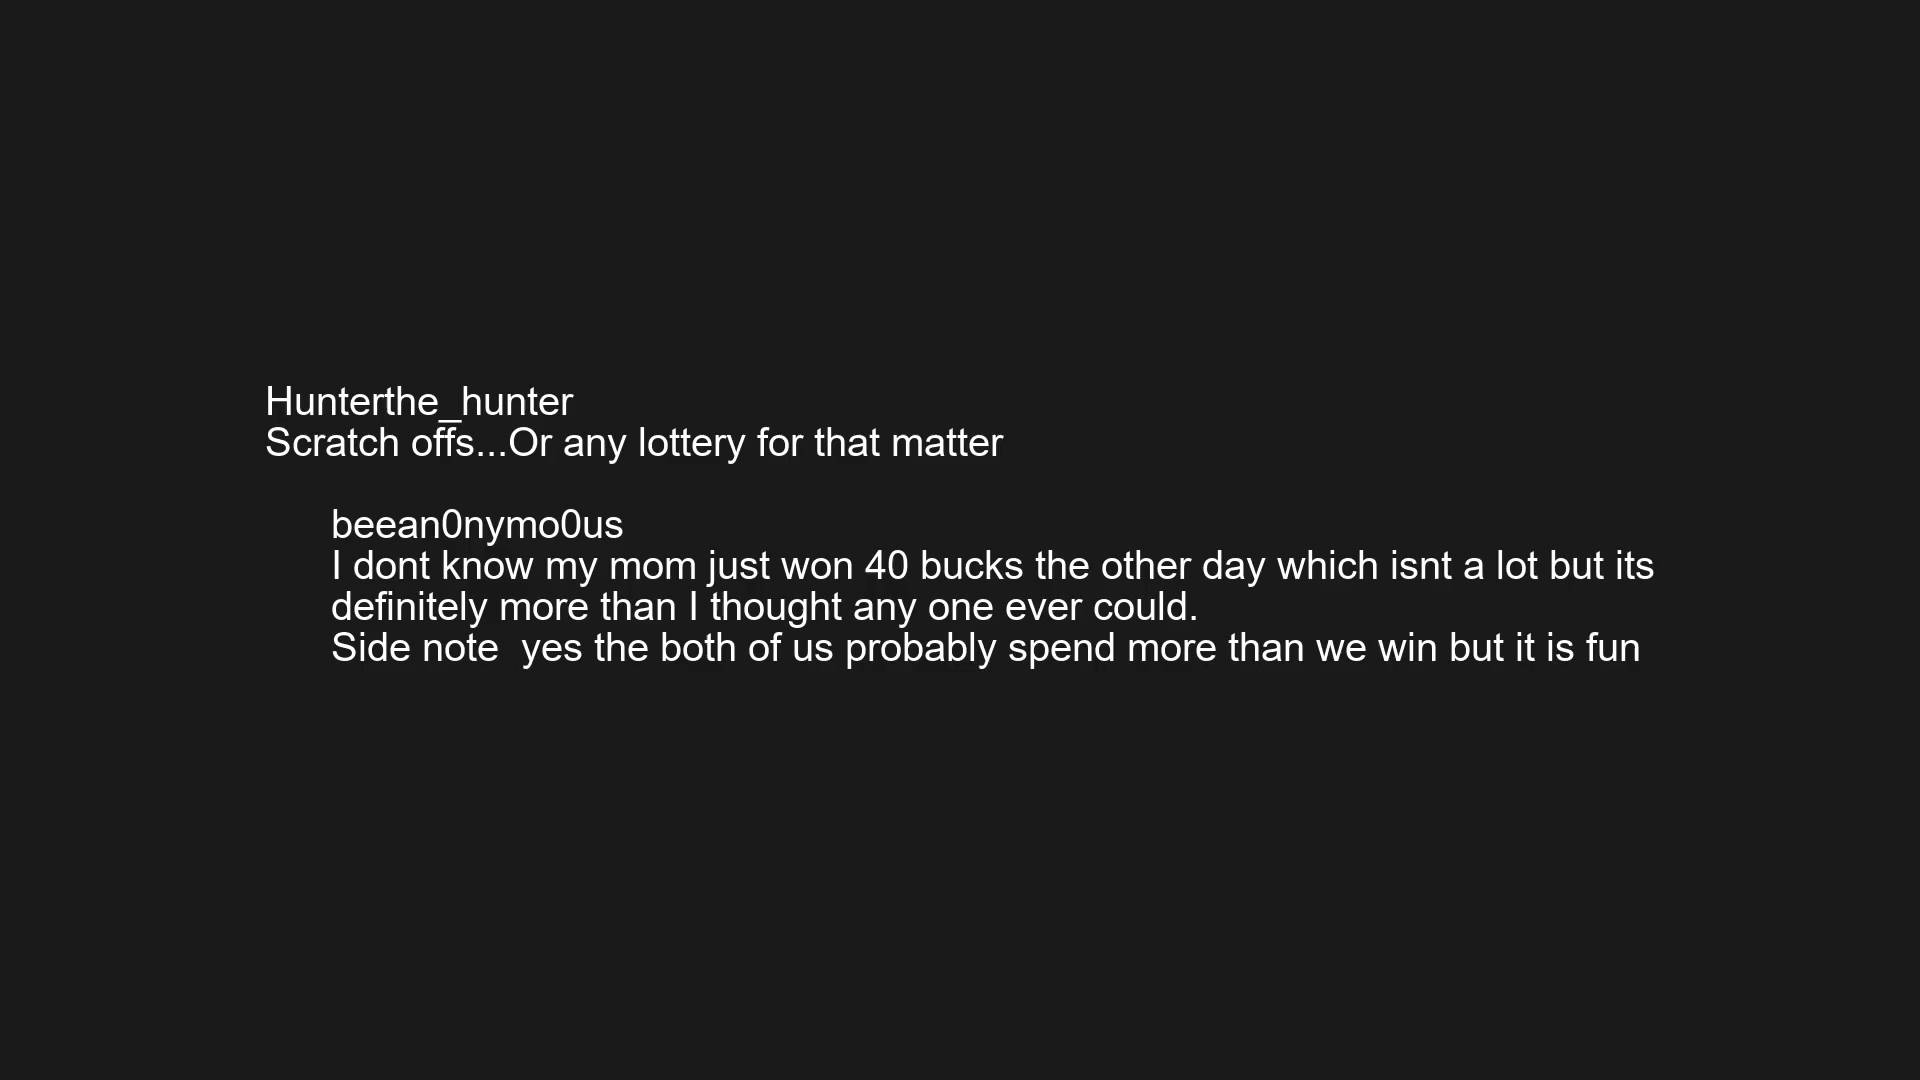 Hunterthe_hunter
Scratch offs...Or any lottery for that matter
beean0nymo0us
I dont know my mom just won 40 bucks the other day which isnt a lot but its
definitely more than I thought any one ever could.
Side note  yes the both of us probably spend more than we win but it is fun